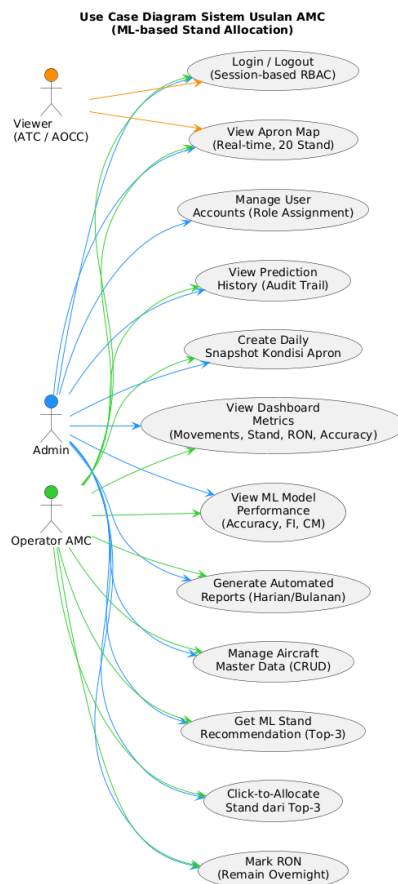 Use Case Diagram Sistem Usulan AMC
(ML-based Stand Allocation)
Login / Logout
(Session-based RBAC)
Viewer
(ATC / AOCC)
View Apron Map
(Real-time, 20 Stand)
Manage User
Accounts (Role Assignment)
View Prediction
History (Audit Trail)
Create Daily
Snapshot Kondisi Apron
View Dashboard
Metrics
(Movements, Stand, RON, Accuracy)
Admin
View ML Model
Performance
(Accuracy, FI, CM)
Operator AMC
Generate Automated
Reports (Harian/Bulanan)
Manage Aircraft
Master Data (CRUD)
Get ML Stand
Recommendation (Top-3)
Click-to-Allocate
Stand dari Top-3
Mark RON
(Remain Overnight)